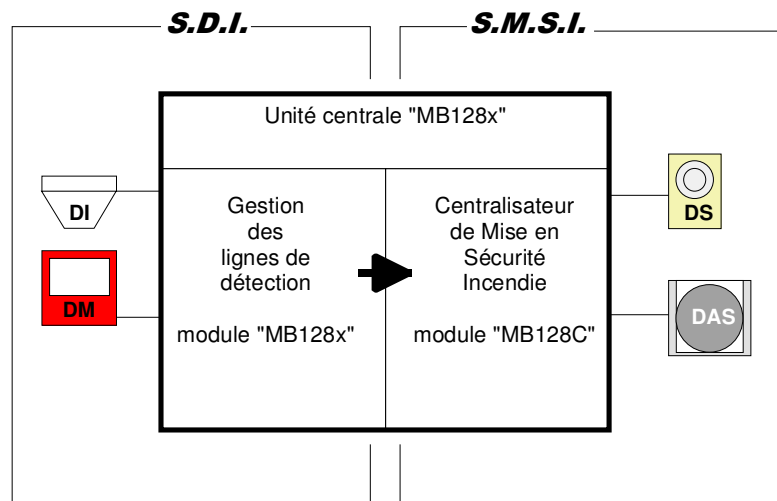 S.D.I.
S.M.S.I.
Unité centrale "MB128x"
DI
DM
Gestion
des
lignes de
détection
module "MB128x"
Centralisateur
de Mise en
Sécurité
Incendie
module "MB128C"
DS
DAS